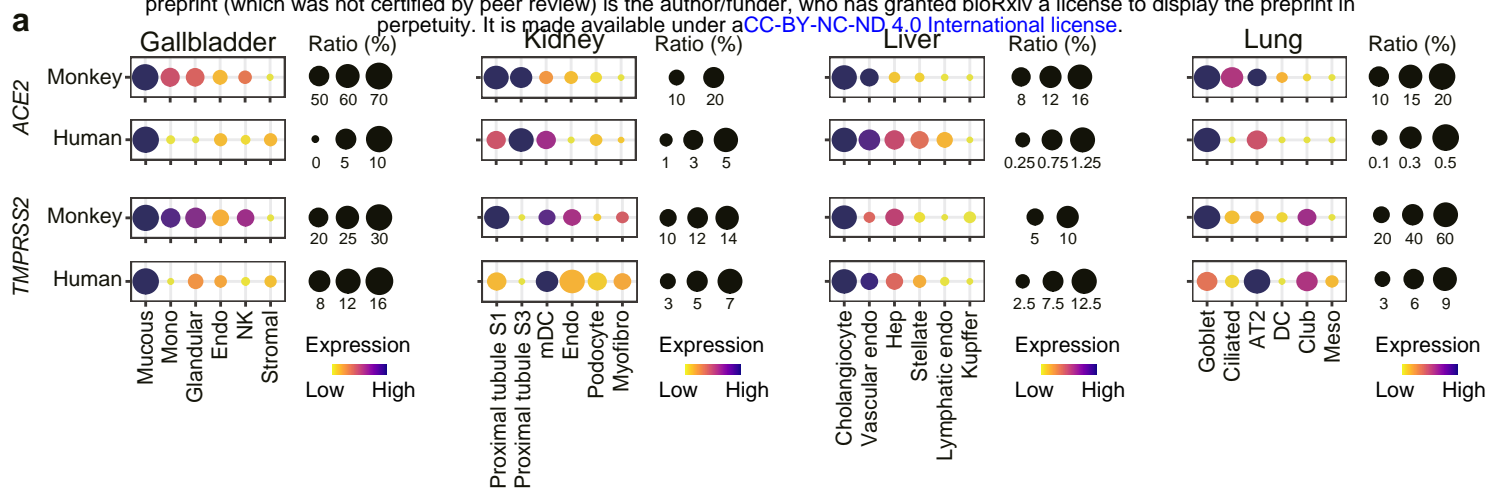 preprint (which was not certified by peer review) is the author/funder, who has granted bioRxiv a license to display the preprint in
perpetuity. It is made available under aCC-BY-NC-ND 4.0 International license.
a
Gallbladder Ratio (%) Kidney Ratio (%) Liver Ratio (%) Lung Ratio (%)
ACE2
Monkey
50 60 70 10 20 8 12 16 10 15 20
Human
0 5 10 1 3 5 0.25 0.75 1.25 0.1 0.3 0.5
TMPRSS2
Monkey
20 25 30 10 12 14 5 10 20 40 60
Human
8 12 16 3 5 7 2.5 7.5 12.5 3 6 9
Mucous
Mono
Glandular
Endo
NK
Stromal
Expression
Low High
Proximal tubule S1
Proximal tubule S3
mDC
Endo
Podocyte
Myofibro
Expression
Low High
Cholangiocyte
Vascular endo
Hep
Stellate
Lymphatic endo
Kupffer
Expression
Low High
Goblet
Ciliated
AT2
DC
Club
Meso
Expression
Low High